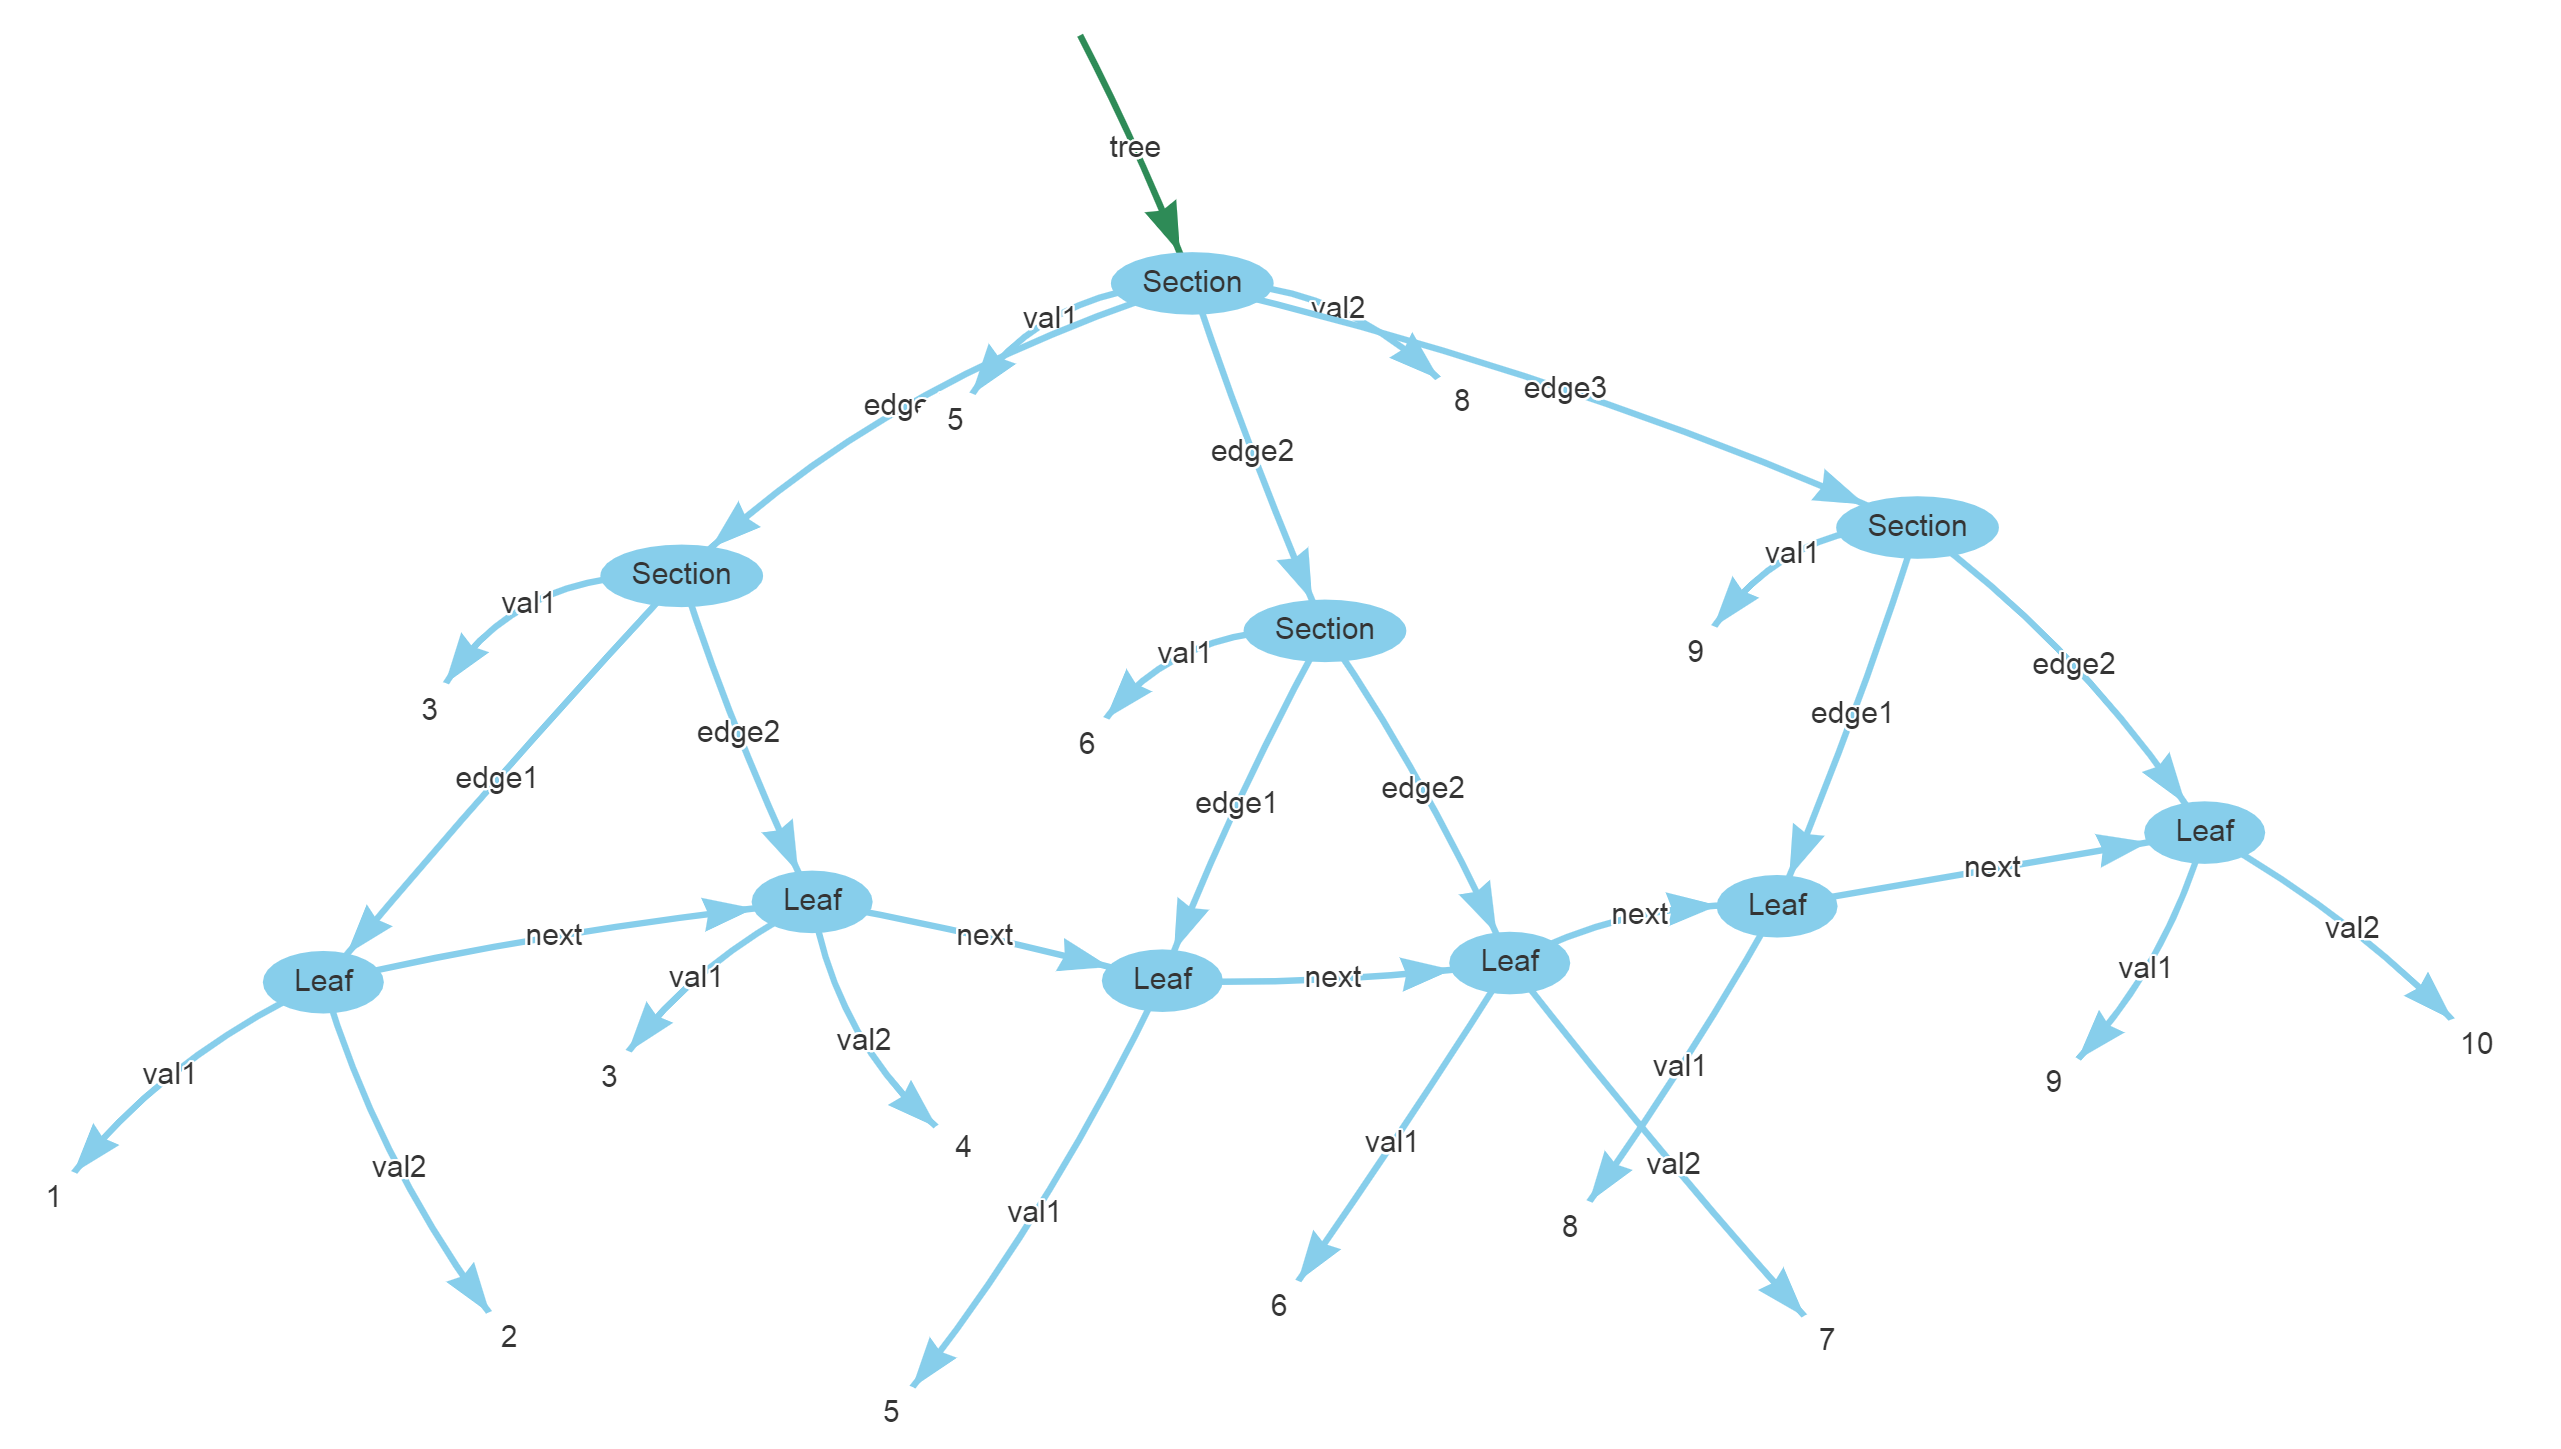 tree
Section
val1
val2
edge3
edge
5
8
edge2
Section
Section
val1
val1
9
Section
val1
3
6
edge2
edge1
edge2
edge1
edge1
edge2
Leaf
Leaf
Leaf
Leaf
Leaf
Leaf
next
next
next
next
next
val1
val2
val1
val2
val1
val1
val2
val1
val1
val2
1
2
3
4
5
6
7
8
9
10